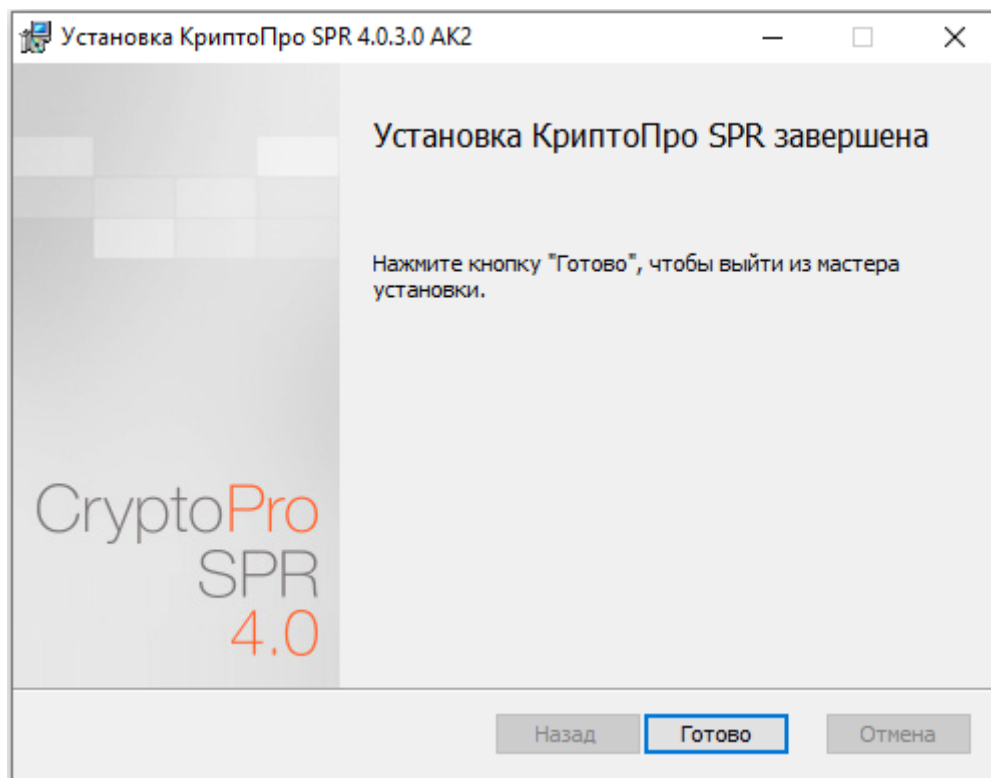 Установка КриптоПро SPR 4.0.3.0 AK2
Установка КриптоПро SPR завершена
Нажмите кнопку "Готово", чтобы выйти из мастера
установки.
CryptoPro
SPR
4.0
Назад
Готово
Отмена